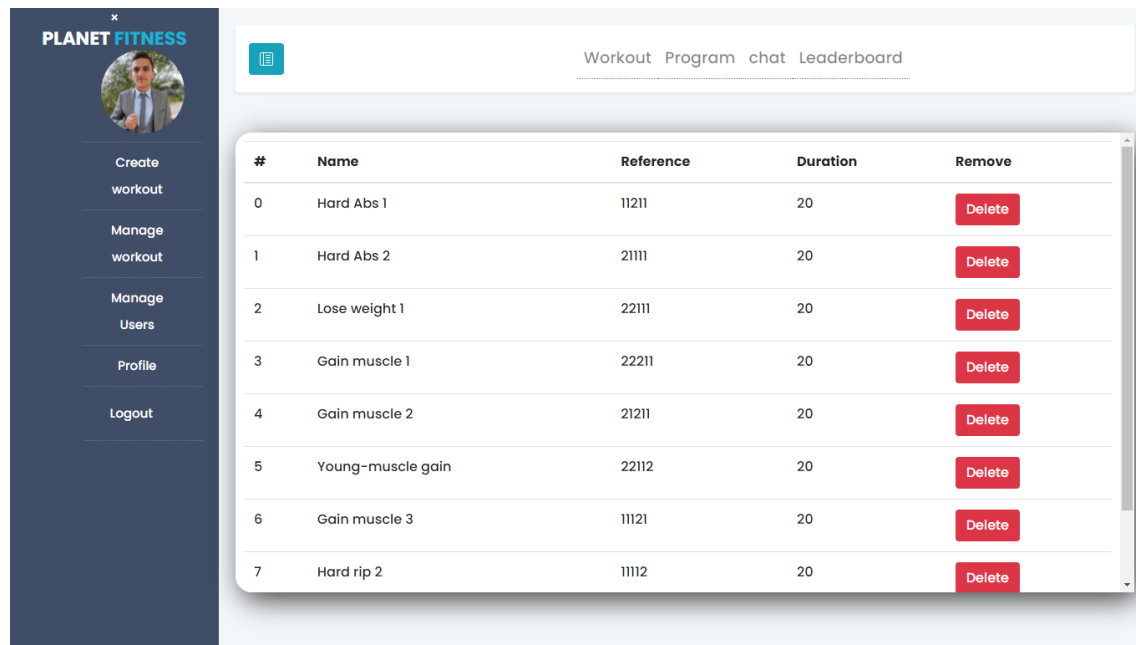 ×
PLANET FITNESS
Create
workout
Manage
workout
Manage
Users
Profile
Logout
Workout Program chat Leaderboard
# Name Reference Duration Remove
0 Hard Abs 1 11211 20 Delete
1 Hard Abs 2 21111 20 Delete
2 Lose weight 1 22111 20 Delete
3 Gain muscle 1 22211 20 Delete
4 Gain muscle 2 21211 20 Delete
5 Young-muscle gain 22112 20 Delete
6 Gain muscle 3 11121 20 Delete
7 Hard rip 2 11112 20 Delete